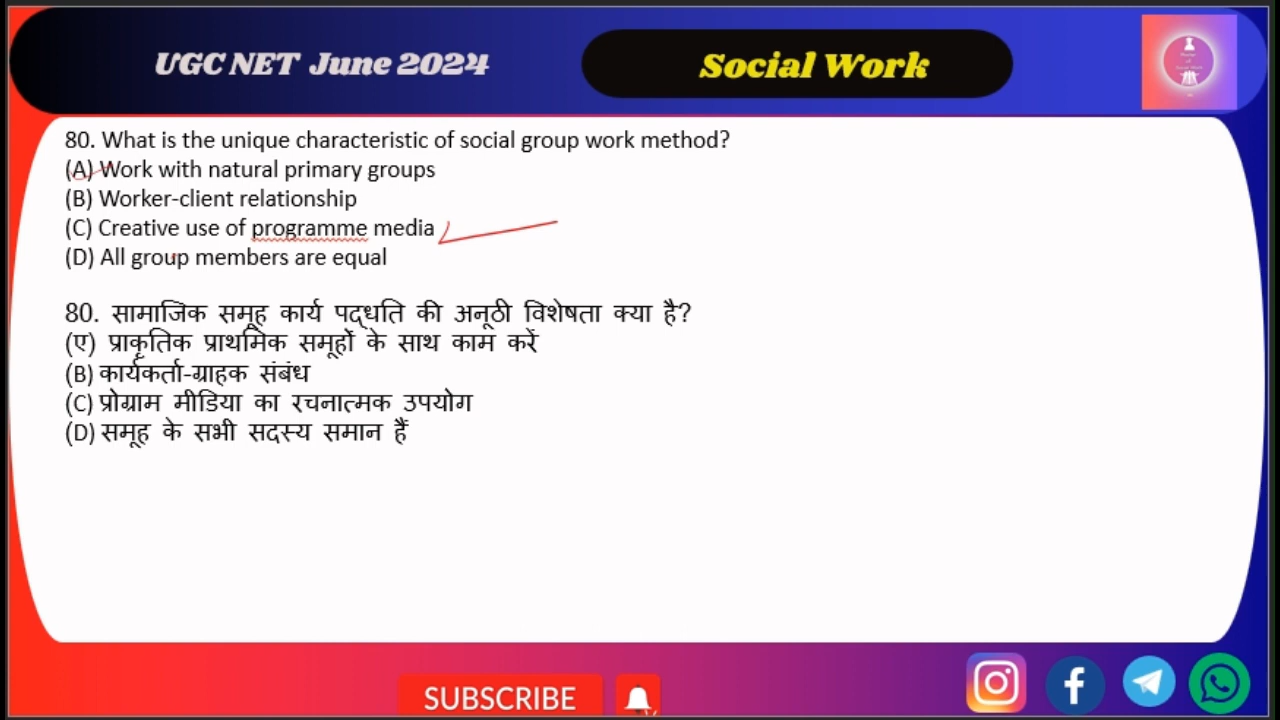 UGC NET June 2024
Social Work
80. What is the unique characteristic of social group work method?
(A) Work with natural primary groups
(B) Worker-client relationship
(C) Creative use of programme media
(D) All group members are equal
80. सामाजिक समूह कार्य पद्धति की अनूठी विशेषता क्या है?
(ए) प्राकृतिक प्राथमिक समूहों के साथ काम करें
(B) कार्यकर्ता-ग्राहक संबंध
(C) प्रोग्राम मीडिया का रचनात्मक उपयोग
(D) समूह के सभी सदस्य समान हैं
SUBSCRIBE